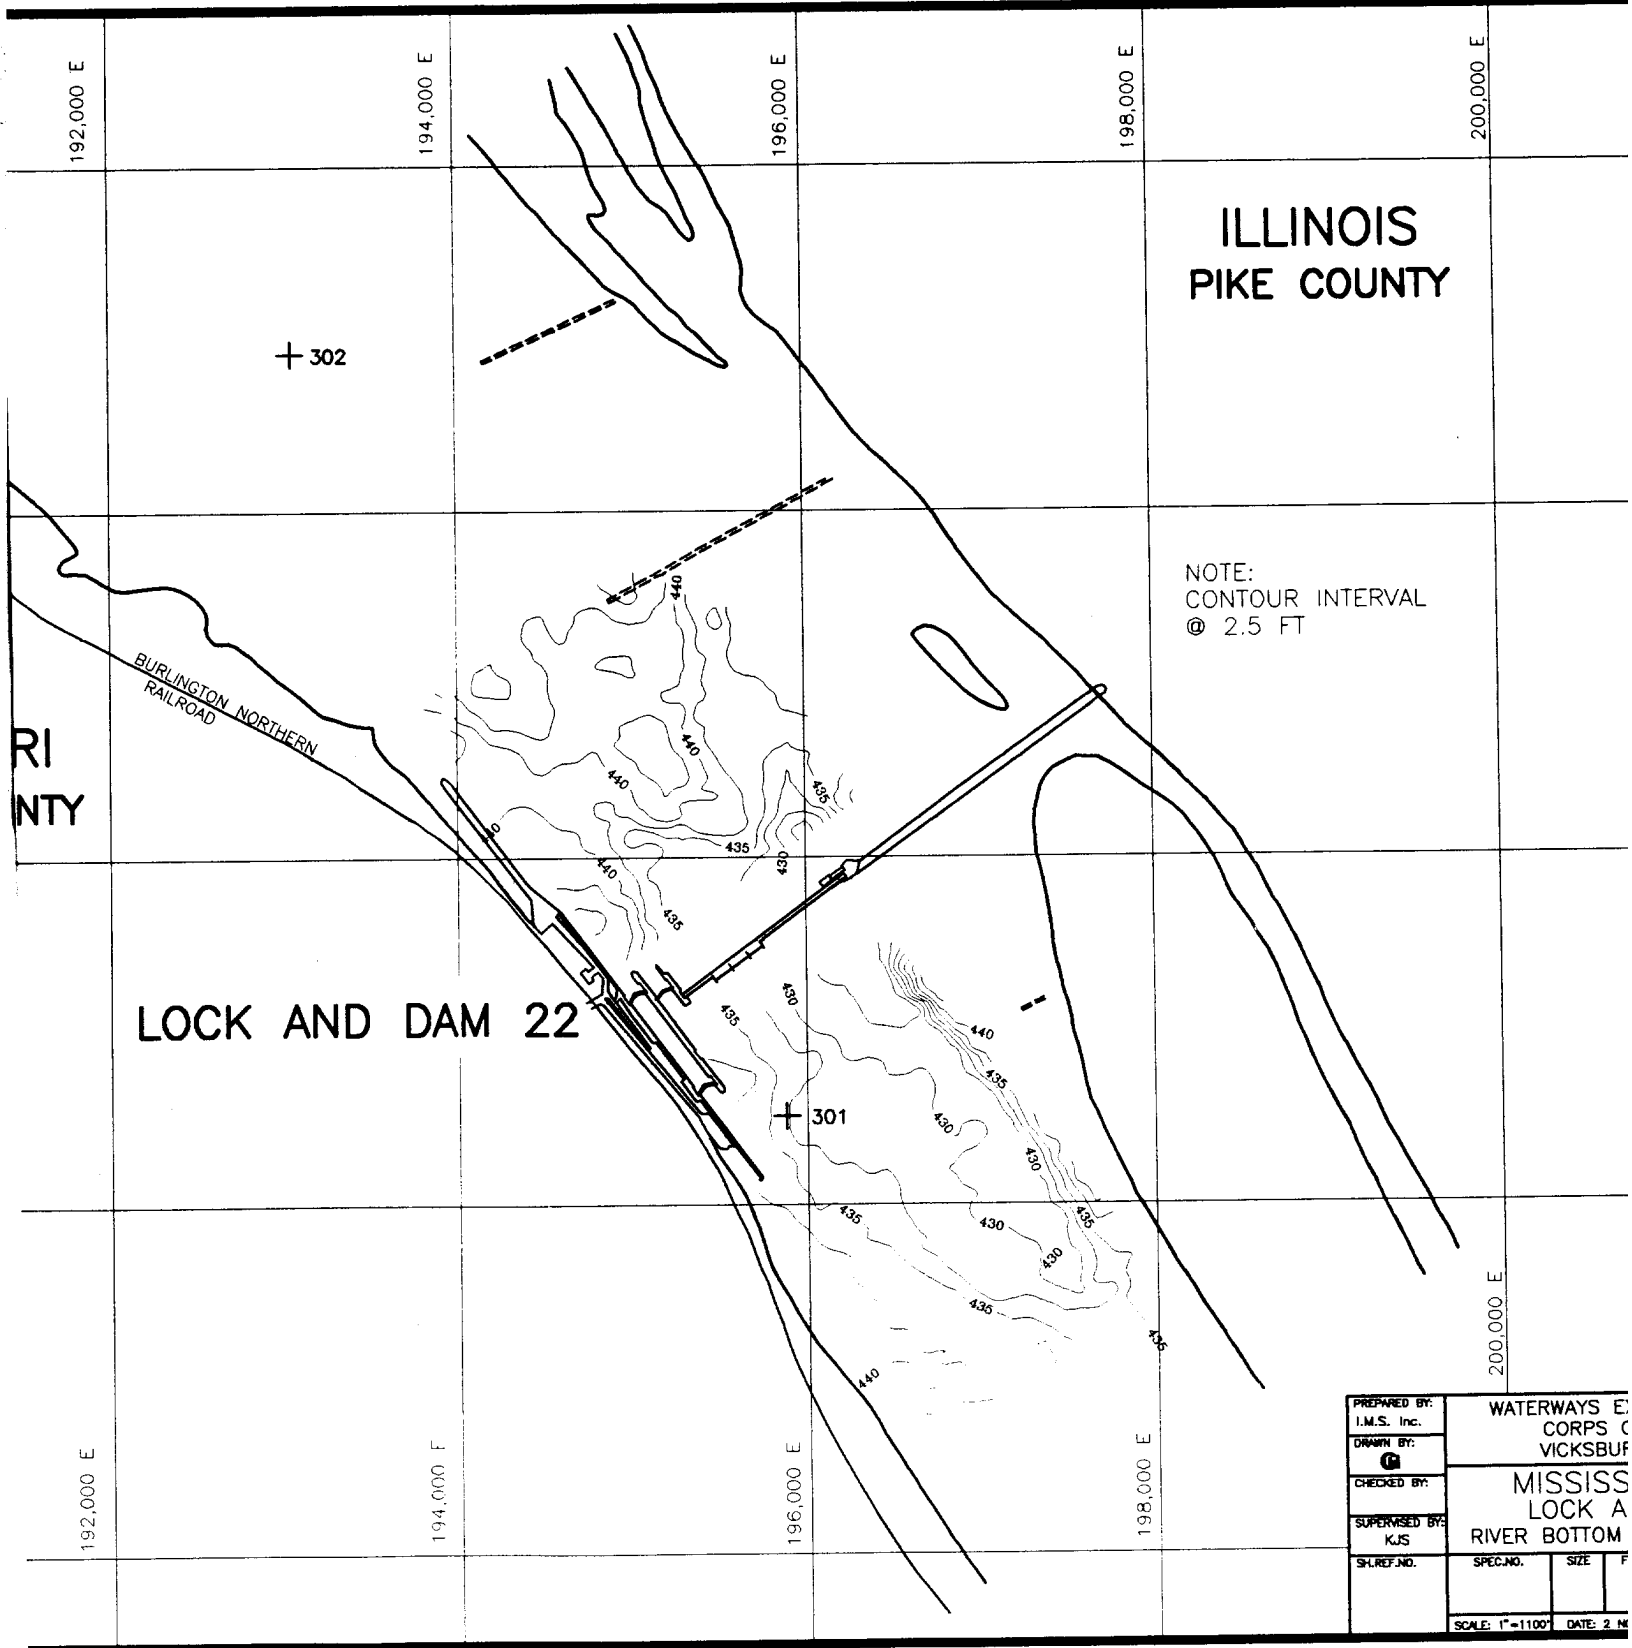 192,000 E
194,000 E
196,000 E
198,000 E
200,000 E
ILLINOIS
PIKE COUNTY
302
440
NOTE:
CONTOUR INTERVAL
@ 2.5 FT
BURLINGTON NORTHERN
RAILROAD
RI
NTY
440
440
435
440
435
430
440
435
LOCK AND DAM 22
430
435
440
435
301
430
430
435
430
435
430
435
435
440
200,000 E
192,000 E
194,000 E
196,000 E
198,000 E
PREPARED BY:
I.M.S. Inc.
DRAWN BY:
CHECKED BY:
SUPERVISED BY:
KJS
SH.REF.NO.
WATERWAYS EX
CORPS O
VICKSBUR
MISSISS
LOCK A
RIVER BOTTOM
SPEC.NO.
SIZE
F
SCALE: 1"=1100'
DATE: 2 NO